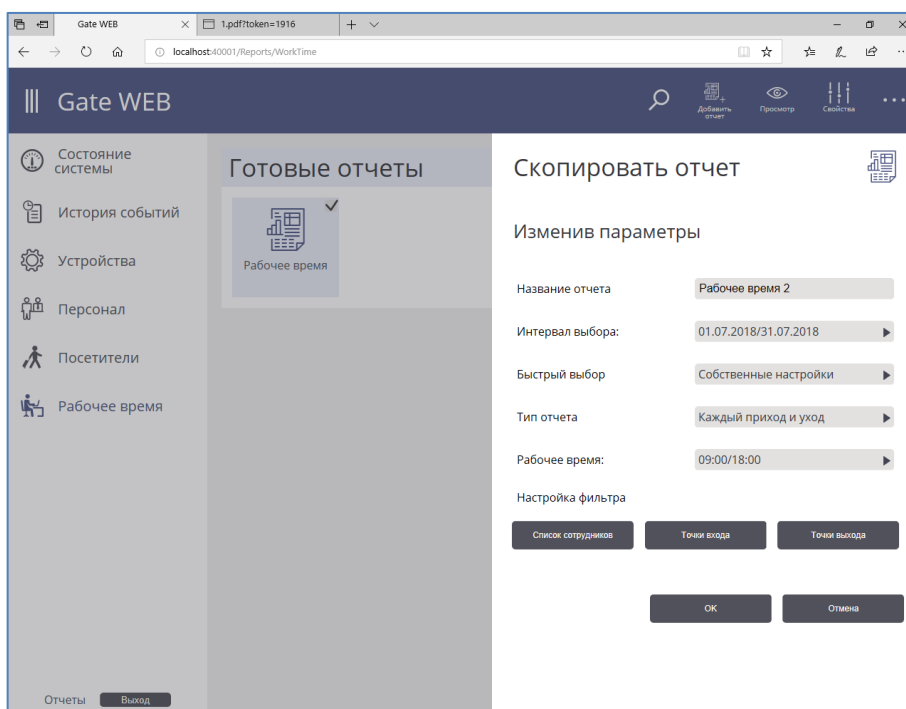 Gate WEB
1.pdf?token=1916
localhost:40001/Reports/WorkTime
Gate WEB
Добавить
отчет
Просмотр
Свойства
Состояние
системы
История событий
Устройства
Персонал
Посетители
Рабочее время
Отчеты
Выход
Готовые отчеты
Рабочее время
Скопировать отчет
Изменив параметры
Название отчета
Рабочее время 2
Интервал выбора:
01.07.2018/31.07.2018
Быстрый выбор
Собственные настройки
Тип отчета
Каждый приход и уход
Рабочее время:
09:00/18:00
Настройка фильтра
Список сотрудников
Точки входа
Точки выхода
OK
Отмена